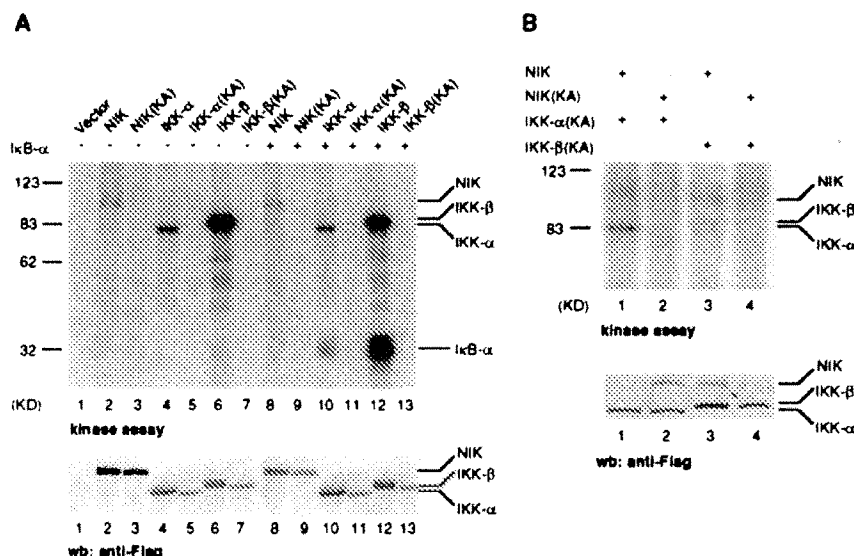 A
Vector
NIK
NIK(KA)
IKK-α
IKK-α(KA)
IKK-β
IKK-β(KA)
NIK
NIK(KA)
IKK-α
IKK-α(KA)
IKK-β
IKK-β(KA)
IκB-α - - - - - - - + + + + + +
123
83
62
32
(KD)
NIK
IKK-β
IKK-α
IκB-α
1 2 3 4 5 6 7 8 9 10 11 12 13
kinase assay
NIK
IKK-β
IKK-α
1 2 3 4 5 6 7 8 9 10 11 12 13
wb: anti-Flag
B
NIK + +
NIK(KA) + +
IKK-α(KA) + +
IKK-β(KA) + +
123
83
(KD)
NIK
IKK-β
IKK-α
1 2 3 4
kinase assay
NIK
IKK-β
IKK-α
1 2 3 4
wb: anti-Flag